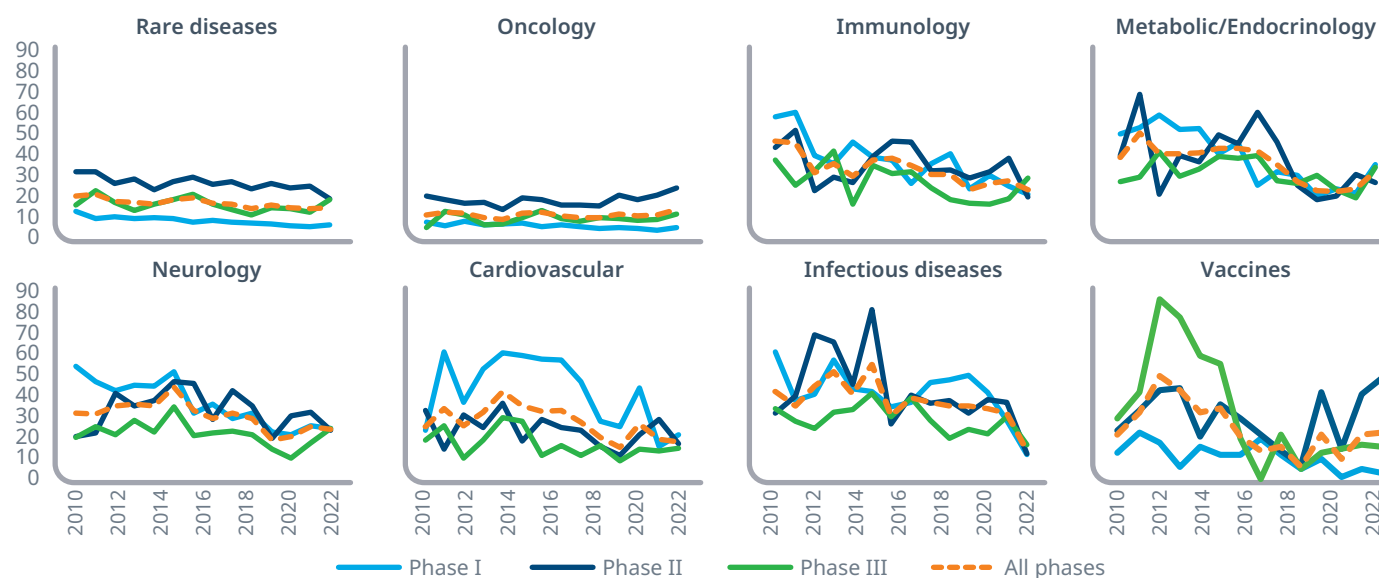 Rare diseases
Oncology
Immunology
Metabolic/Endocrinology
90
80
70
60
50
40
30
20
10
0
Neurology
Cardiovascular
Infectious diseases
Vaccines
90
80
70
60
50
40
30
20
10
0
2010 2012 2014 2016 2018 2020 2022
2010 2012 2014 2016 2018 2020 2022
2010 2012 2014 2016 2018 2020 2022
2010 2012 2014 2016 2018 2020 2022
Phase I Phase II Phase III All phases